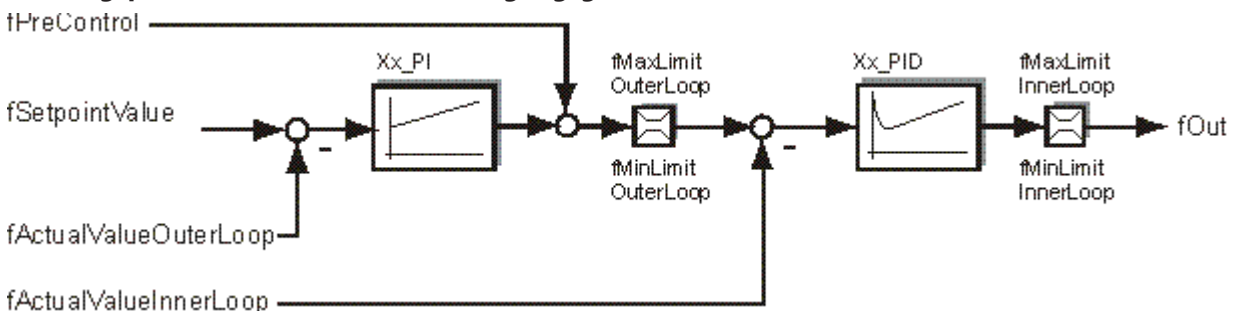 fPreControl
Xx_PI
fMaxLimit
OuterLoop
Xx_PID
fMaxLimit
InnerLoop
fSetpointValue
-
-
fOut
fMinLimit
OuterLoop
fMinLimit
InnerLoop
fActualValueOuterLoop
fActualValueInnerLoop